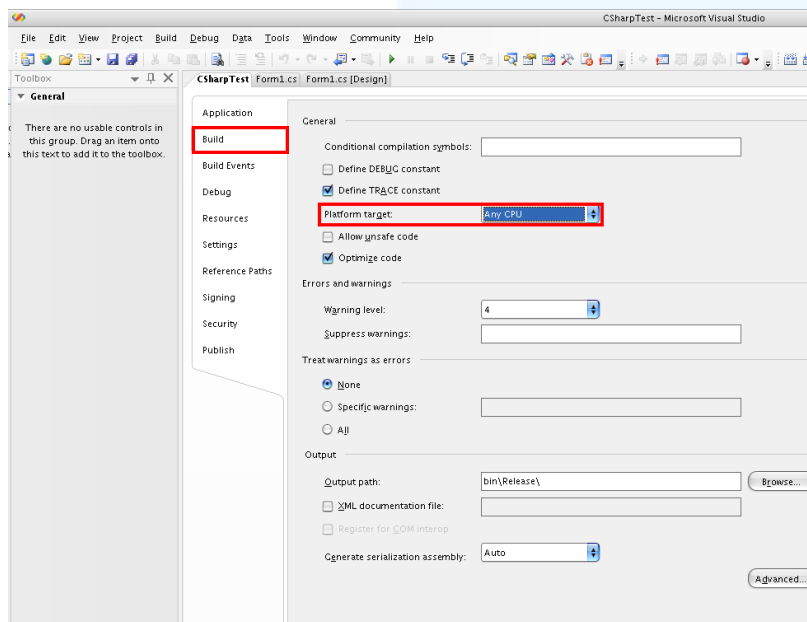 CSharpTest - Microsoft Visual Studio
File Edit View Project Build Debug Data Tools Window Community Help
Toolbox
CSharpTest Form1.cs Form1.cs [Design]
General
There are no usable controls in
this group. Drag an item onto
this text to add it to the toolbox.
Application
Build
Build Events
Debug
Resources
Settings
Reference Paths
Signing
Security
Publish
General
Conditional compilation symbols:
Define DEBUG constant
Define TRACE constant
Platform target: Any CPU
Allow unsafe code
Optimize code
Errors and warnings
Warning level: 4
Suppress warnings:
Treat warnings as errors
None
Specific warnings:
All
Output
Output path: bin\Release\ Browse...
XML documentation file:
Register for COM interop
Generate serialization assembly: Auto
Advanced...